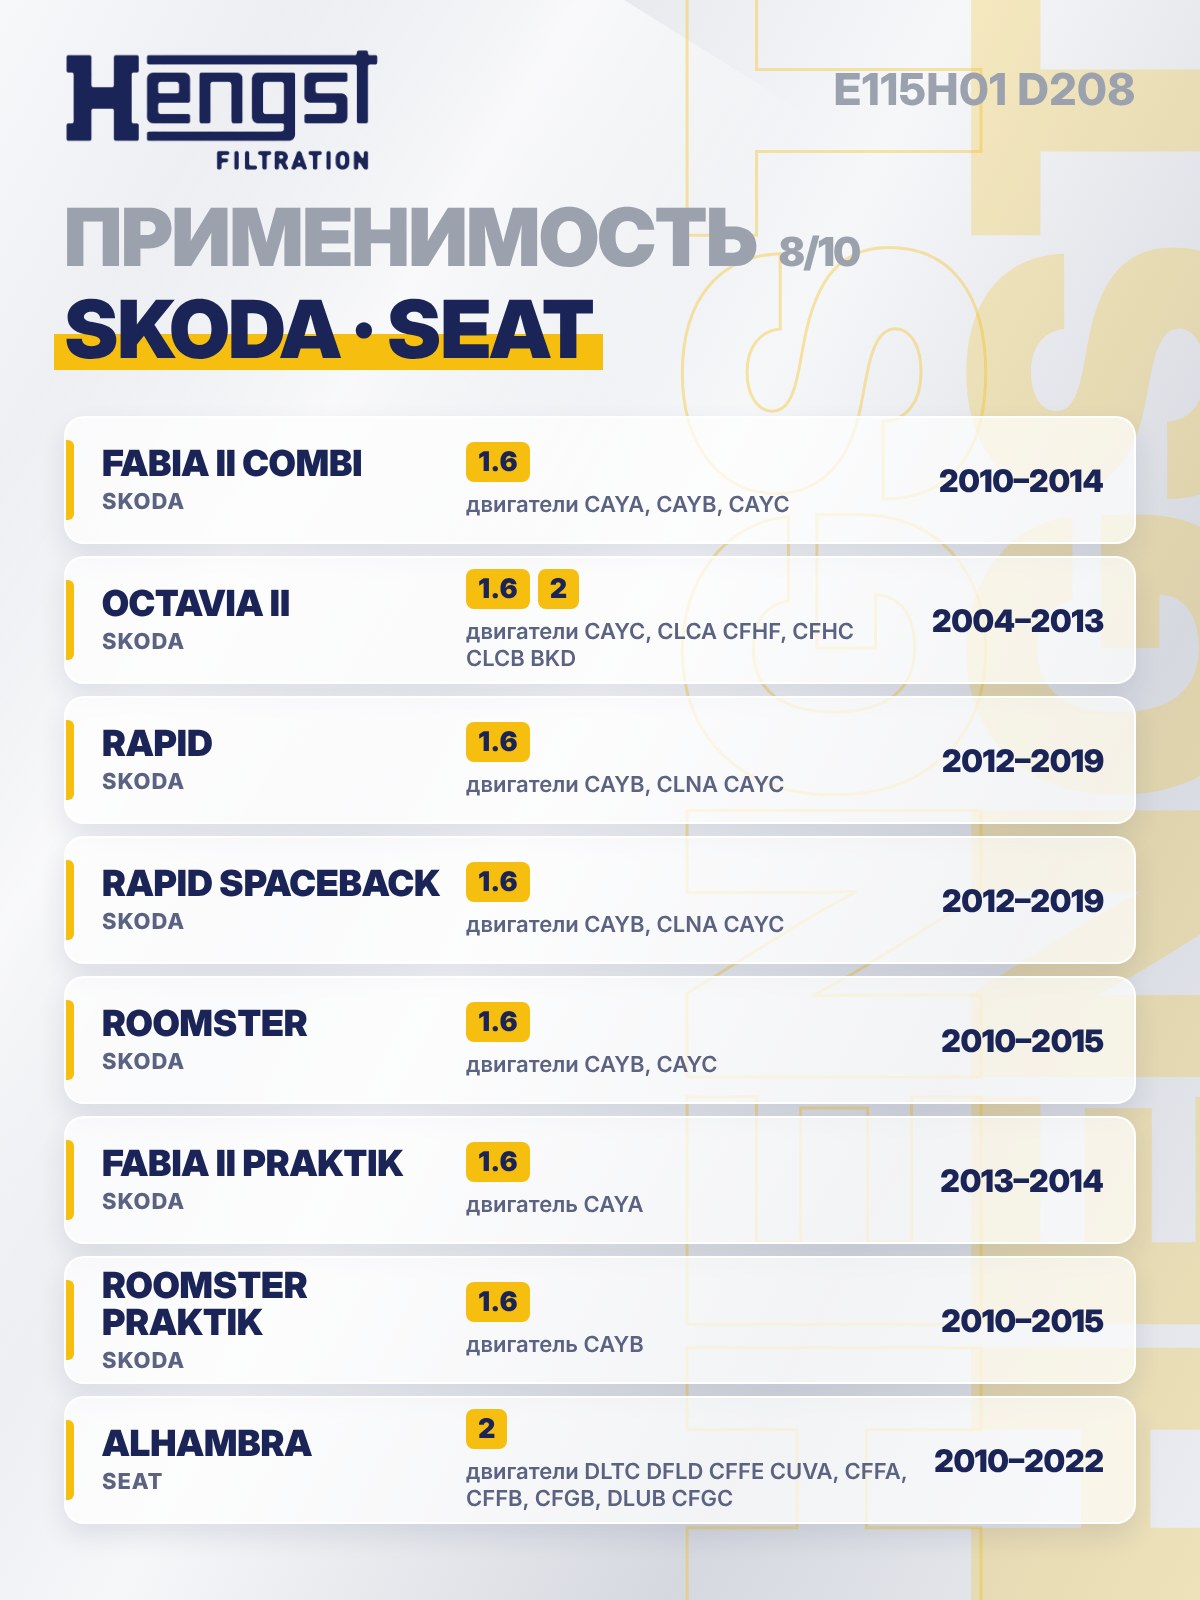 Hengst
FILTRATION
E115H01 D208
ПРИМЕНИМОСТЬ 8/10
SKODA · SEAT
FABIA II COMBI
SKODA
1.6
двигатели CAYA, CAYB, CAYC
2010–2014
OCTAVIA II
SKODA
1.6 2
двигатели CAYC, CLCA CFHF, CFHC
CLCB BKD
2004–2013
RAPID
SKODA
1.6
двигатели CAYB, CLNA CAYC
2012–2019
RAPID SPACEBACK
SKODA
1.6
двигатели CAYB, CLNA CAYC
2012–2019
ROOMSTER
SKODA
1.6
двигатели CAYB, CAYC
2010–2015
FABIA II PRAKTIK
SKODA
1.6
двигатель CAYA
2013–2014
ROOMSTER
PRAKTIK
SKODA
1.6
двигатель CAYB
2010–2015
ALHAMBRA
SEAT
2
двигатели DLTC DFLD CFFE CUVA, CFFA,
CFFB, CFGB, DLUB CFGC
2010–2022
HENGST
HENGST